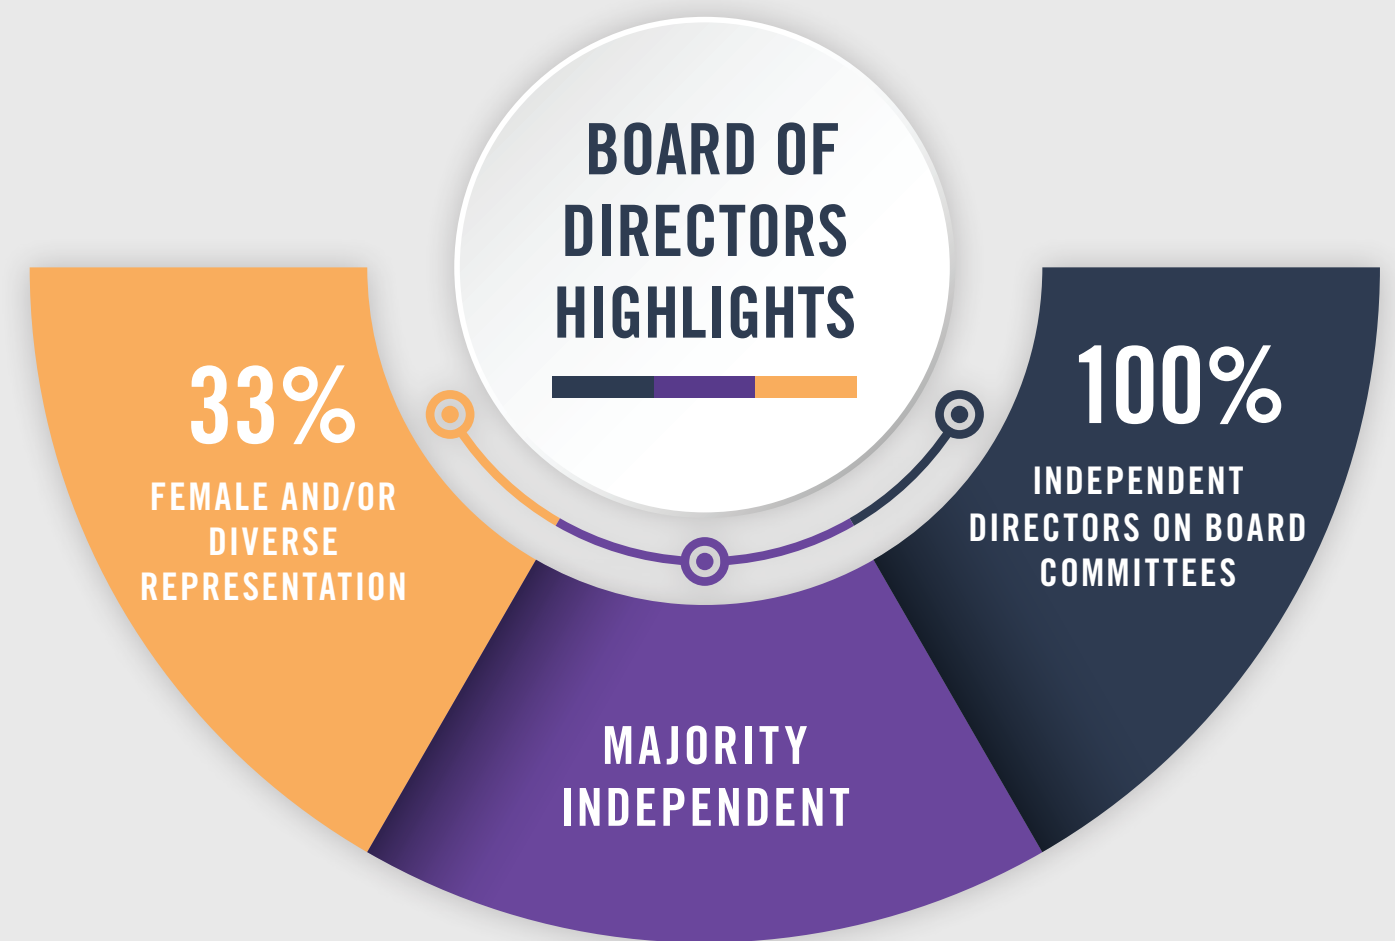 BOARD OF
DIRECTORS
HIGHLIGHTS
33%
FEMALE AND/OR
DIVERSE
REPRESENTATION
MAJORITY
INDEPENDENT
100%
INDEPENDENT
DIRECTORS ON BOARD
COMMITTEES